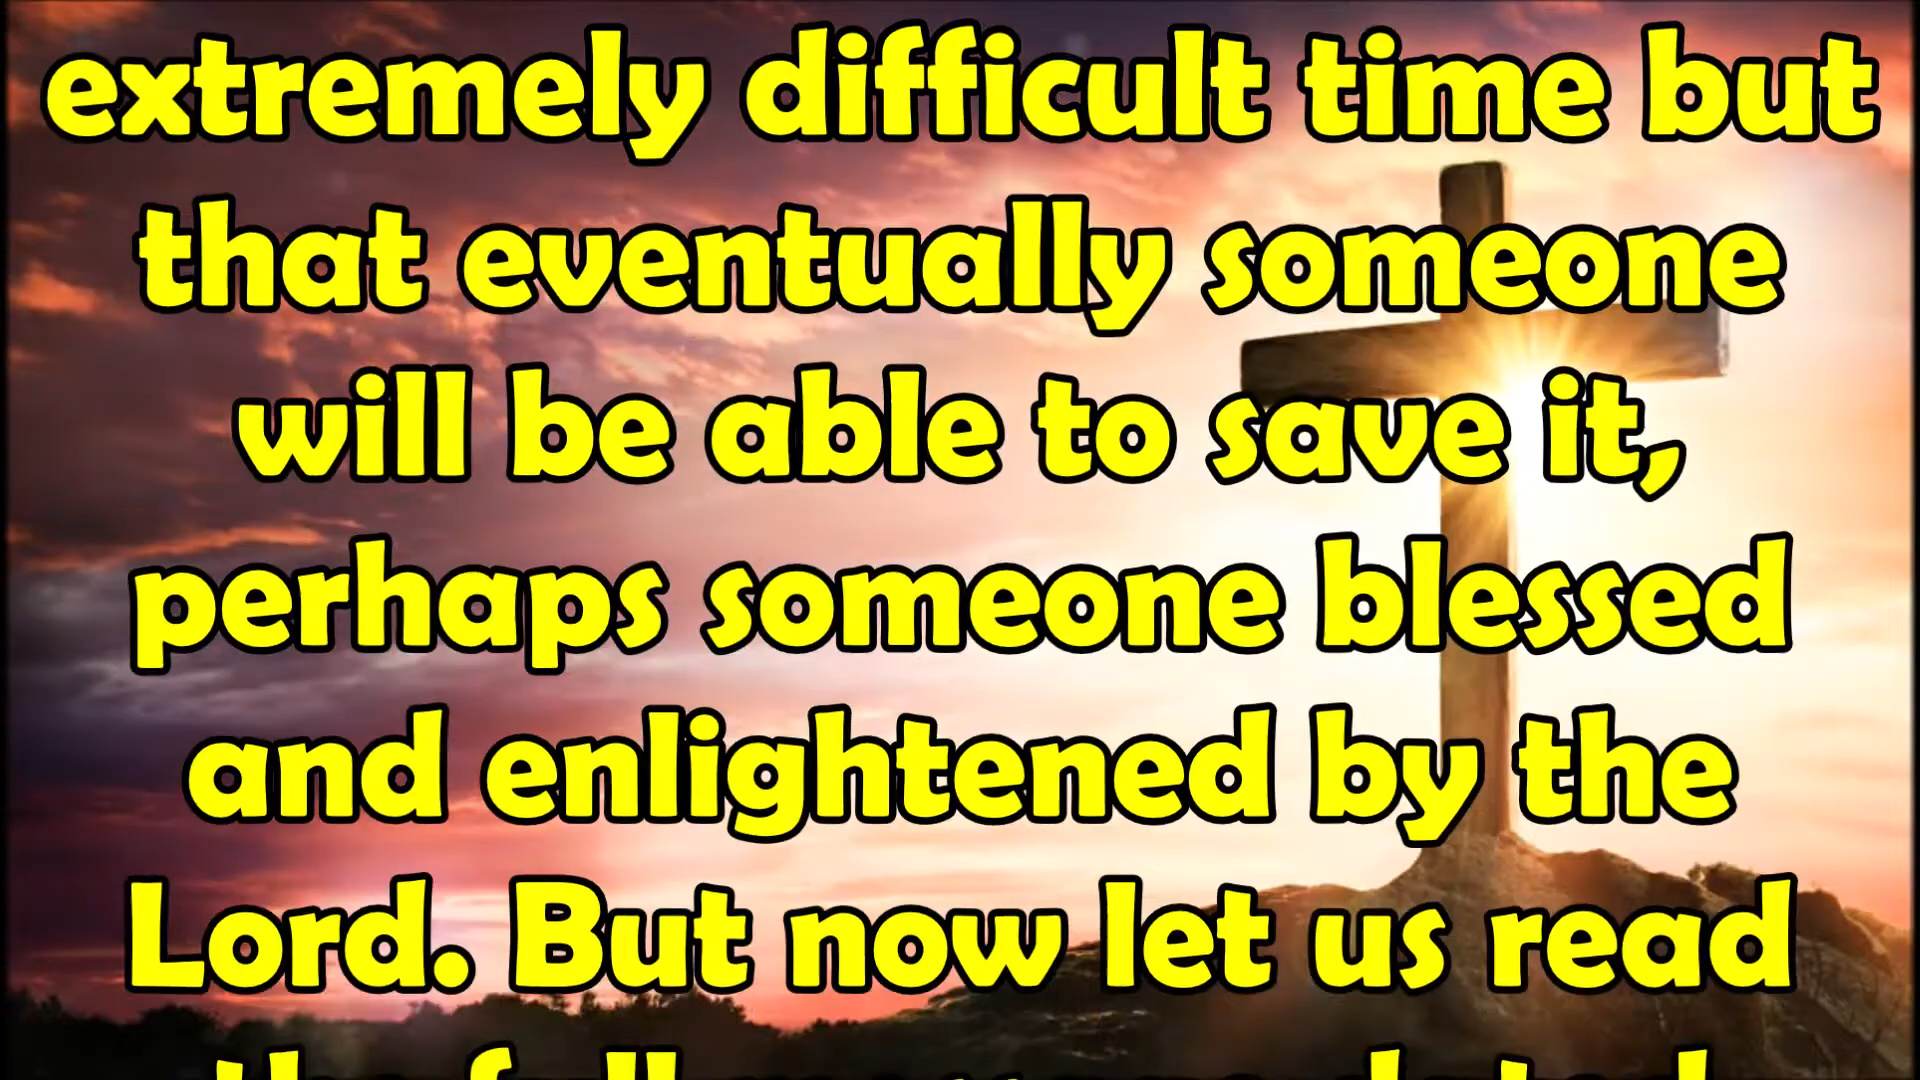 extremely difficult time but
that eventually someone
will be able to save it,
perhaps someone blessed
and enlightened by the
Lord. But now let us read